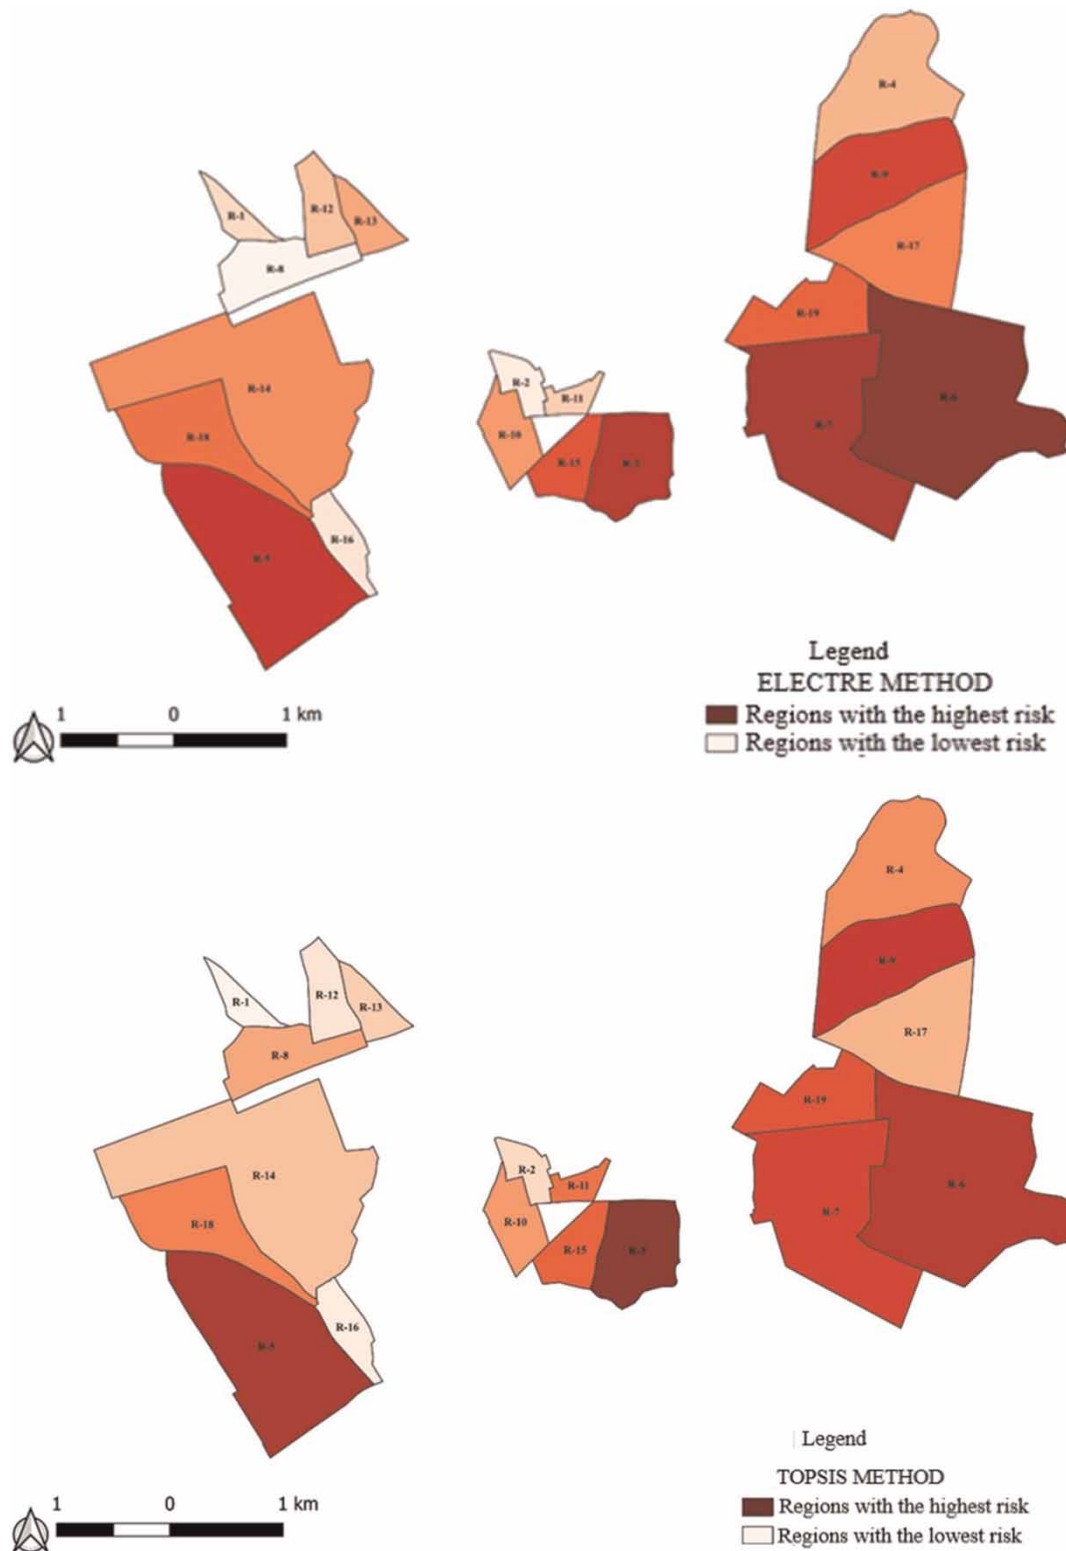 R-4
R-9
R-1
R-12
R-13
R-17
R-8
R-19
R-14
R-2
R-11
R-6
R-7
R-18
R-10
R-15
R-3
R-16
R-5
Legend
ELECTRE METHOD
1 0 1 km
Regions with the highest risk
Regions with the lowest risk
R-4
R-9
R-1
R-12
R-13
R-17
R-8
R-19
R-14
R-2
R-11
R-6
R-7
R-18
R-10
R-15
R-3
R-16
R-5
Legend
TOPSIS METHOD
1 0 1 km
Regions with the highest risk
Regions with the lowest risk